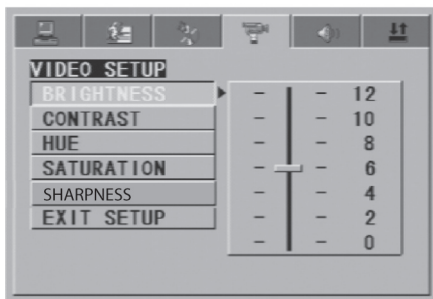 VIDEO SETUP
BRIGHTNESS
CONTRAST
HUE
SATURATION
SHARPNESS
EXIT SETUP
12
10
8
6
4
2
0